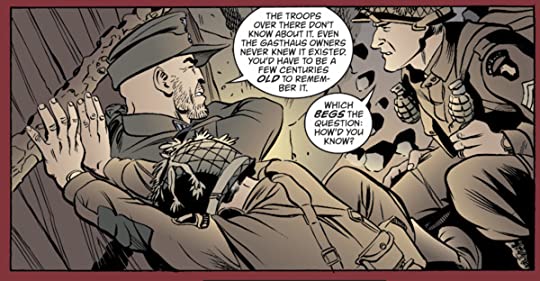 THE TROOPS
OVER THERE DON'T
KNOW ABOUT IT. EVEN
THE GASTHAUS OWNERS
NEVER KNEW IT EXISTED.
YOU'D HAVE TO BE A
FEW CENTURIES
OLD TO REMEM-
BER IT.
WHICH
BEGS THE
QUESTION:
HOW'D YOU
KNOW?